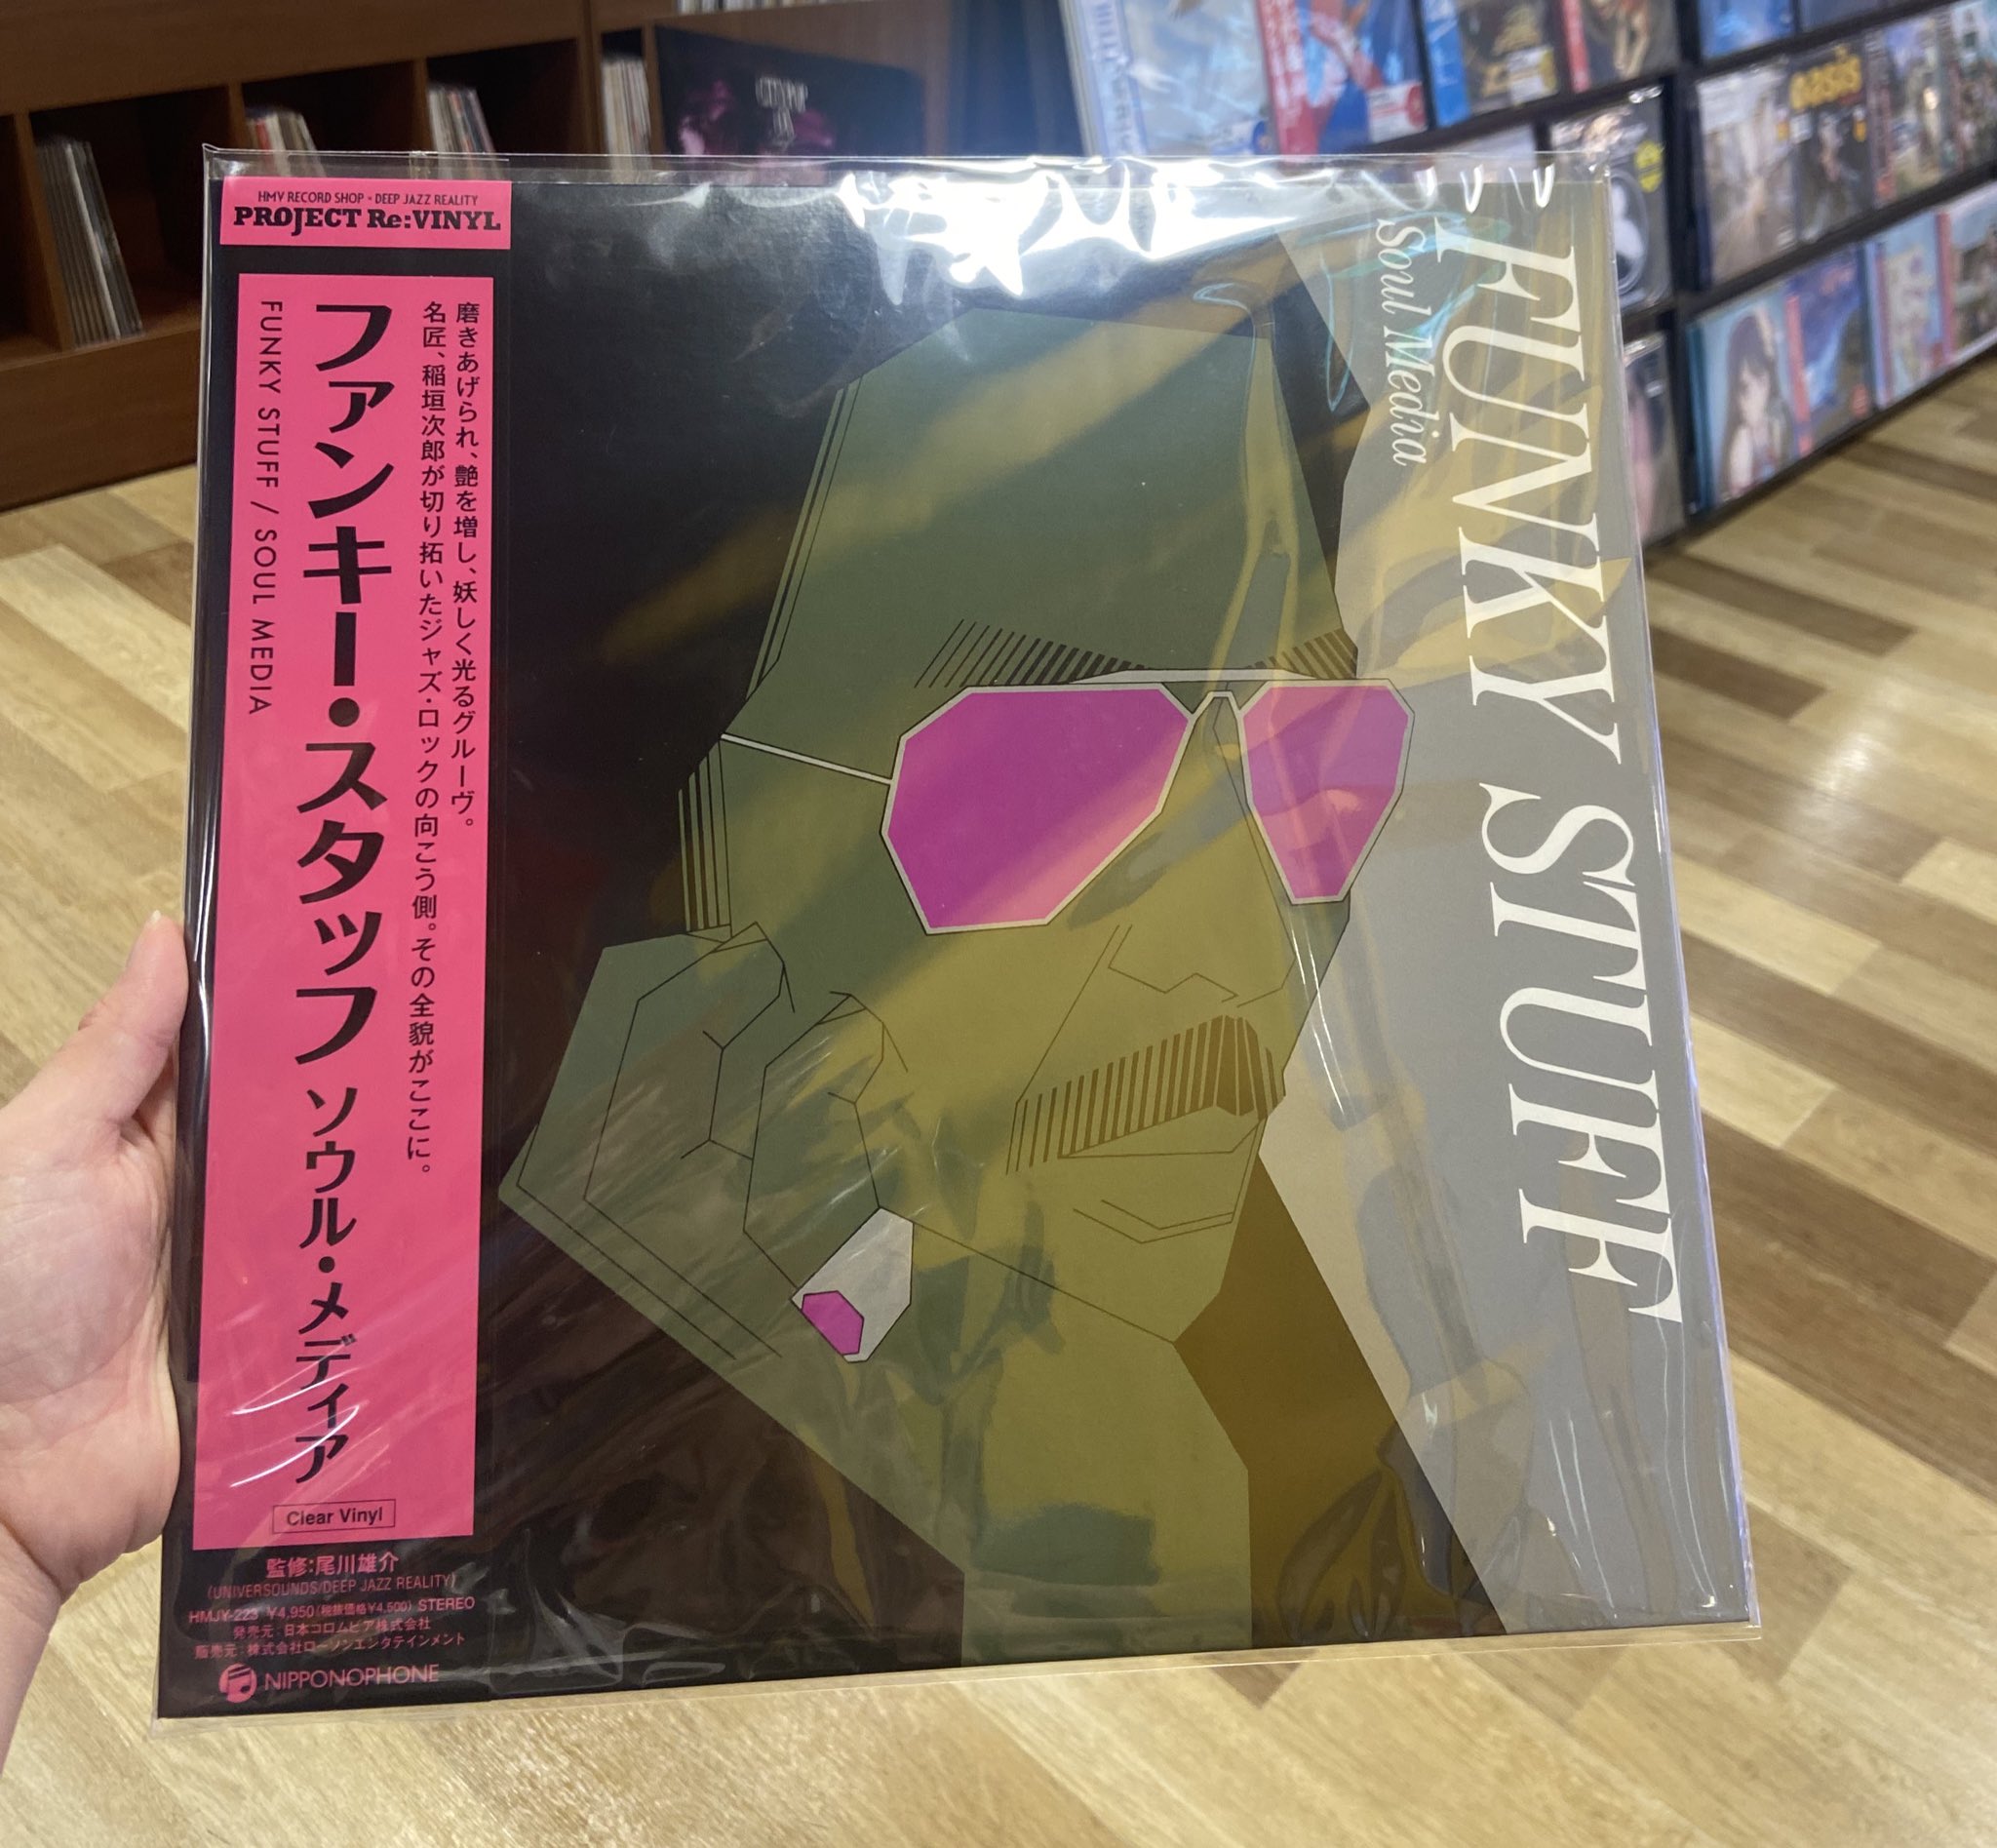 HMV RECORD SHOP × DEEP JAZZ REALITY
PROJECT Re:VINYL
磨きあげられ、艶を増し、妖しく光るグルーヴ。
名匠、稲垣次郎が切り拓いたジャズ・ロックの向こう側。その全貌がここに。
ファンキー・スタッフ ソウル・メディア
FUNKY STUFF / SOUL MEDIA
Clear Vinyl
監修:尾川雄介
(UNIVERSOUNDS/DEEP JAZZ REALITY)
HMJY-223 ¥4,950(税抜価格¥4,500) STEREO
発売元:日本コロムビア株式会社
販売元:株式会社ローソンエンタテインメント
NIPPONOPHONE
FUNKY STUFF
Soul Media
oasis